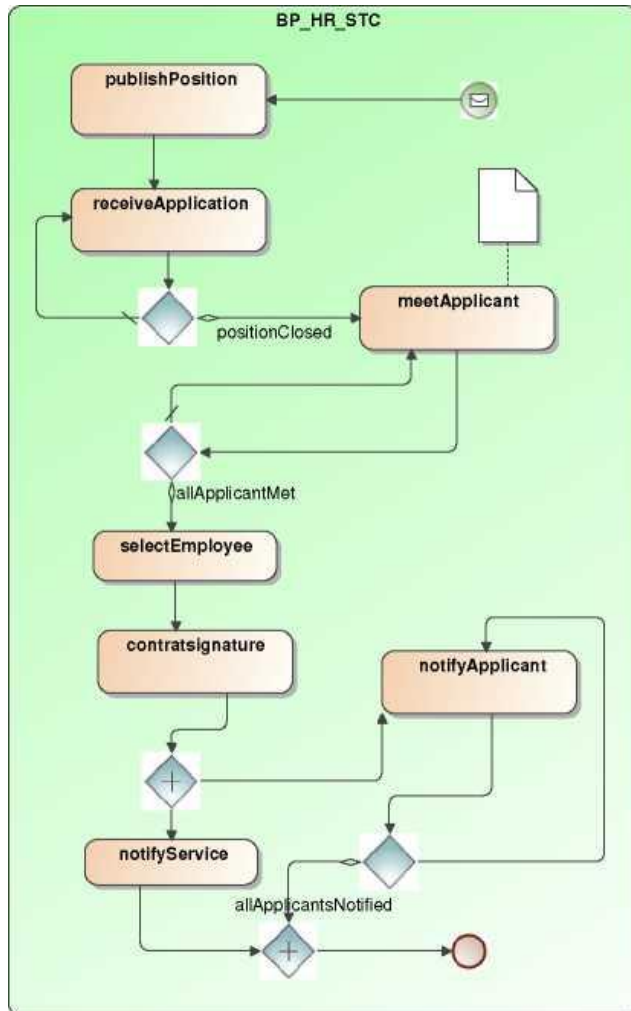 BP_HR_STC
publishPosition
receiveApplication
meetApplicant
positionClosed
allApplicantMet
selectEmployee
contratsignature
notifyApplicant
notifyService
allApplicantsNotified